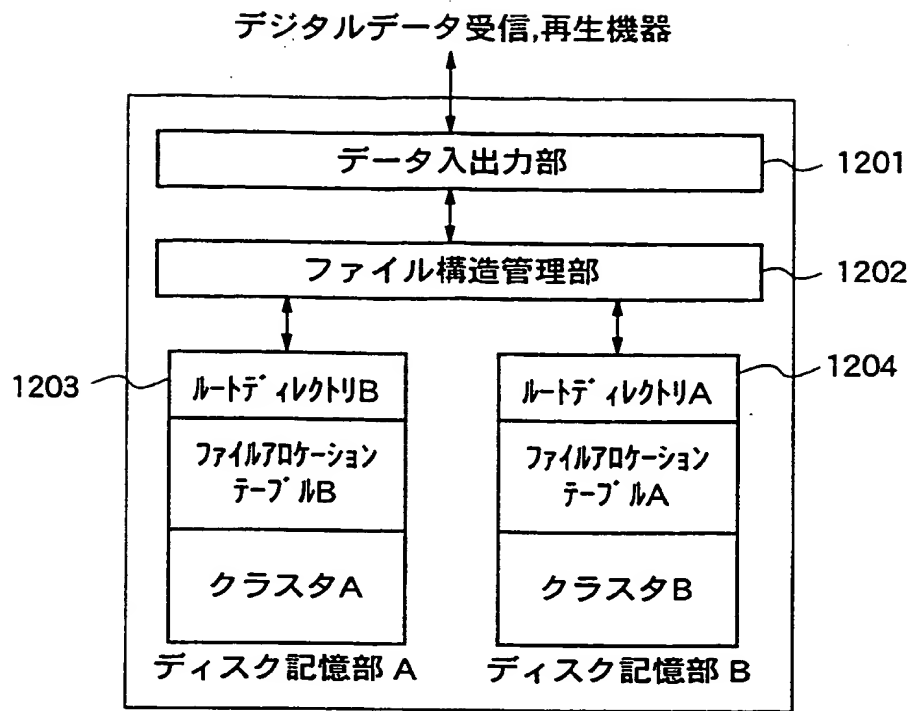 デジタルデータ受信,再生機器
データ入出力部
1201
ファイル構造管理部
1202
1203
ルートディレクトリB
ファイルアロケーション
テーブルB
クラスタA
ディスク記憶部 A
1204
ルートディレクトリA
ファイルアロケーション
テーブルA
クラスタB
ディスク記憶部 B